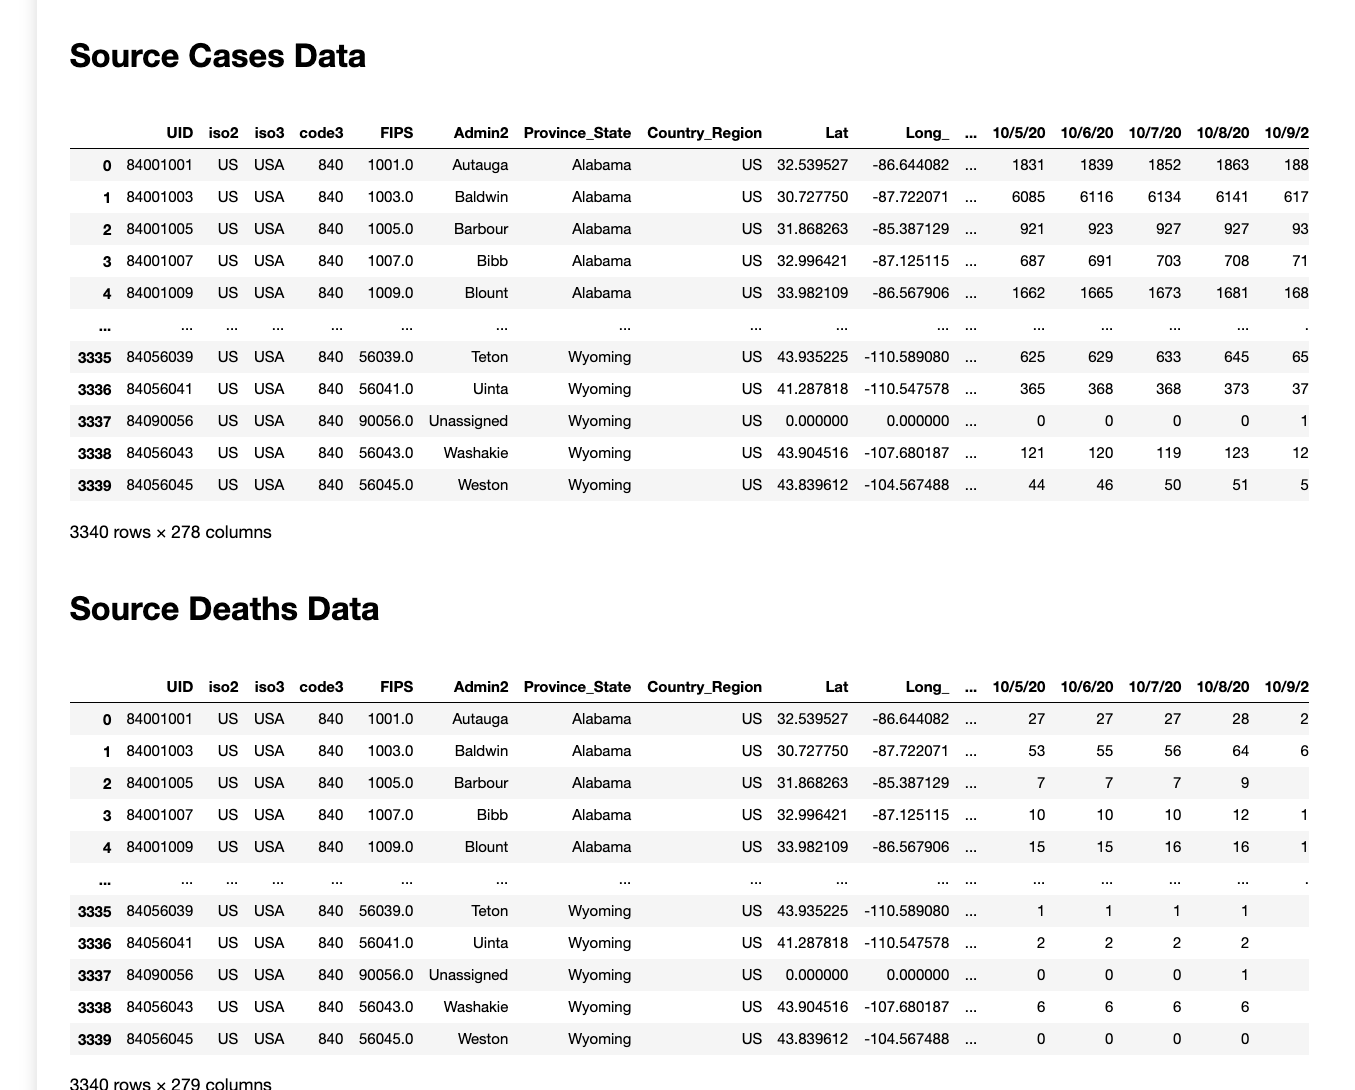 Source Cases Data
UID iso2 iso3 code3 FIPS Admin2 Province_State Country_Region Lat Long_ ... 10/5/20 10/6/20 10/7/20 10/8/20 10/9/2
0 84001001 US USA 840 1001.0 Autauga Alabama US 32.539527 -86.644082 ... 1831 1839 1852 1863 188
1 84001003 US USA 840 1003.0 Baldwin Alabama US 30.727750 -87.722071 ... 6085 6116 6134 6141 617
2 84001005 US USA 840 1005.0 Barbour Alabama US 31.868263 -85.387129 ... 921 923 927 927 93
3 84001007 US USA 840 1007.0 Bibb Alabama US 32.996421 -87.125115 ... 687 691 703 708 71
4 84001009 US USA 840 1009.0 Blount Alabama US 33.982109 -86.567906 ... 1662 1665 1673 1681 168
... ... ... ... ... ... ... ... ... ... ... ... ... ... ... ... .
3335 84056039 US USA 840 56039.0 Teton Wyoming US 43.935225 -110.589080 ... 625 629 633 645 65
3336 84056041 US USA 840 56041.0 Uinta Wyoming US 41.287818 -110.547578 ... 365 368 368 373 37
3337 84090056 US USA 840 90056.0 Unassigned Wyoming US 0.000000 0.000000 ... 0 0 0 0 1
3338 84056043 US USA 840 56043.0 Washakie Wyoming US 43.904516 -107.680187 ... 121 120 119 123 12
3339 84056045 US USA 840 56045.0 Weston Wyoming US 43.839612 -104.567488 ... 44 46 50 51 5
3340 rows × 278 columns
Source Deaths Data
UID iso2 iso3 code3 FIPS Admin2 Province_State Country_Region Lat Long_ ... 10/5/20 10/6/20 10/7/20 10/8/20 10/9/2
0 84001001 US USA 840 1001.0 Autauga Alabama US 32.539527 -86.644082 ... 27 27 27 28 2
1 84001003 US USA 840 1003.0 Baldwin Alabama US 30.727750 -87.722071 ... 53 55 56 64 6
2 84001005 US USA 840 1005.0 Barbour Alabama US 31.868263 -85.387129 ... 7 7 7 9
3 84001007 US USA 840 1007.0 Bibb Alabama US 32.996421 -87.125115 ... 10 10 10 12 1
4 84001009 US USA 840 1009.0 Blount Alabama US 33.982109 -86.567906 ... 15 15 16 16 1
... ... ... ... ... ... ... ... ... ... ... ... ... ... ... ... .
3335 84056039 US USA 840 56039.0 Teton Wyoming US 43.935225 -110.589080 ... 1 1 1 1
3336 84056041 US USA 840 56041.0 Uinta Wyoming US 41.287818 -110.547578 ... 2 2 2 2
3337 84090056 US USA 840 90056.0 Unassigned Wyoming US 0.000000 0.000000 ... 0 0 0 1
3338 84056043 US USA 840 56043.0 Washakie Wyoming US 43.904516 -107.680187 ... 6 6 6 6
3339 84056045 US USA 840 56045.0 Weston Wyoming US 43.839612 -104.567488 ... 0 0 0 0
3340 rows × 279 columns